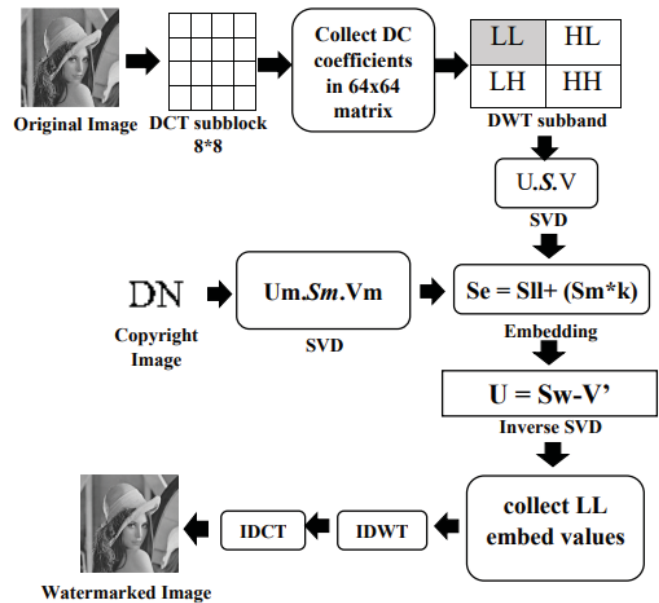 Original Image
DCT subblock
8*8
Collect DC
coefficients
in 64x64
matrix
LL HL
LH HH
DWT subband
U.S.V
SVD
DN
Copyright
Image
Um.Sm.Vm
SVD
Se = Sll+ (Sm*k)
Embedding
U = Sw-V’
Inverse SVD
collect LL
embed values
IDWT
IDCT
Watermarked Image